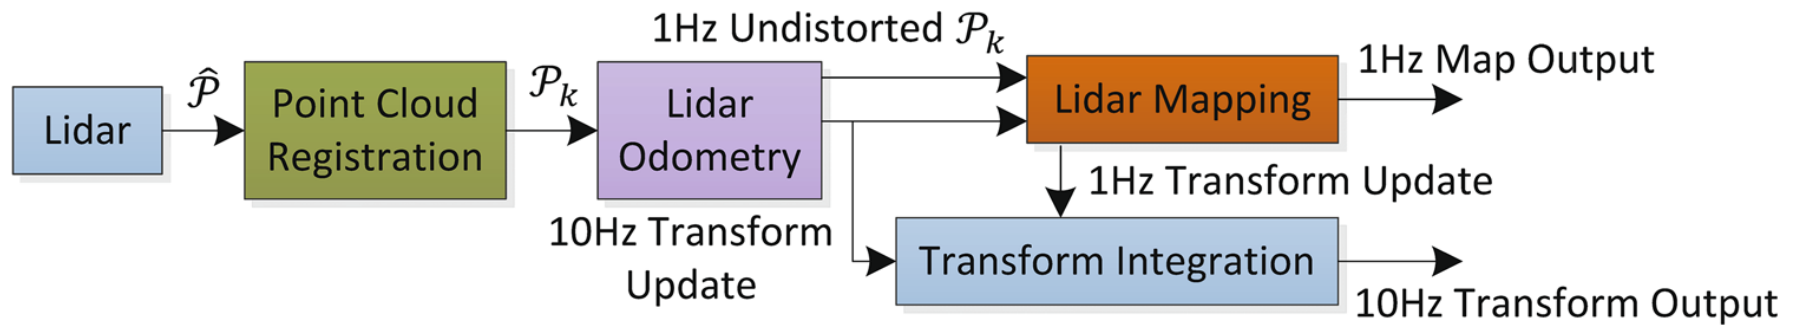 Lidar
𝒫̂
Point Cloud
Registration
𝒫k
Lidar
Odometry
1Hz Undistorted 𝒫k
10Hz Transform
Update
Lidar Mapping
1Hz Map Output
1Hz Transform Update
Transform Integration
10Hz Transform Output